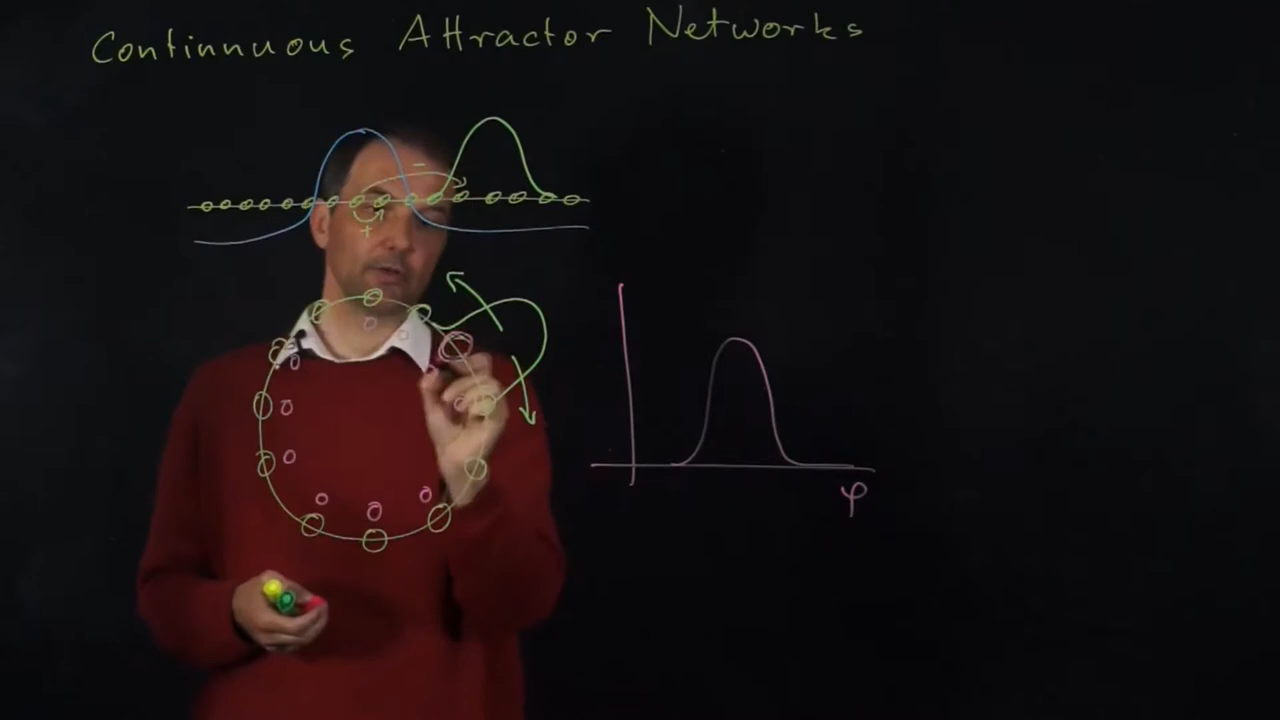 Continnuous Attractor Networks
-
+
φ